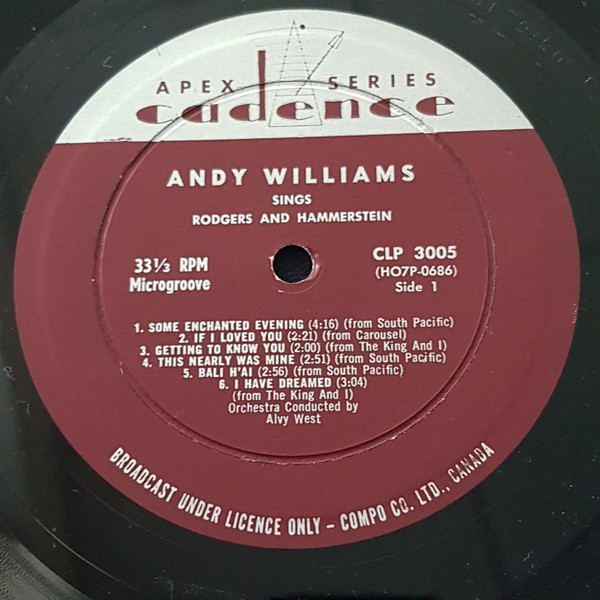 APEX SERIES
cadence
ANDY WILLIAMS
SINGS
RODGERS AND HAMMERSTEIN
33⅓ RPM
Microgroove
CLP 3005
(HO7P-0686)
Side 1
1. SOME ENCHANTED EVENING (4:16) (from South Pacific)
2. IF I LOVED YOU (2:21) (from Carousel)
3. GETTING TO KNOW YOU (2:00) (from The King And I)
4. THIS NEARLY WAS MINE (2:51) (from South Pacific)
5. BALI H'AI (2:56) (from South Pacific)
6. I HAVE DREAMED (3:04)
(from The King And I)
Orchestra Conducted by
Alvy West
BROADCAST UNDER LICENCE ONLY – COMPO CO. LTD., CANADA